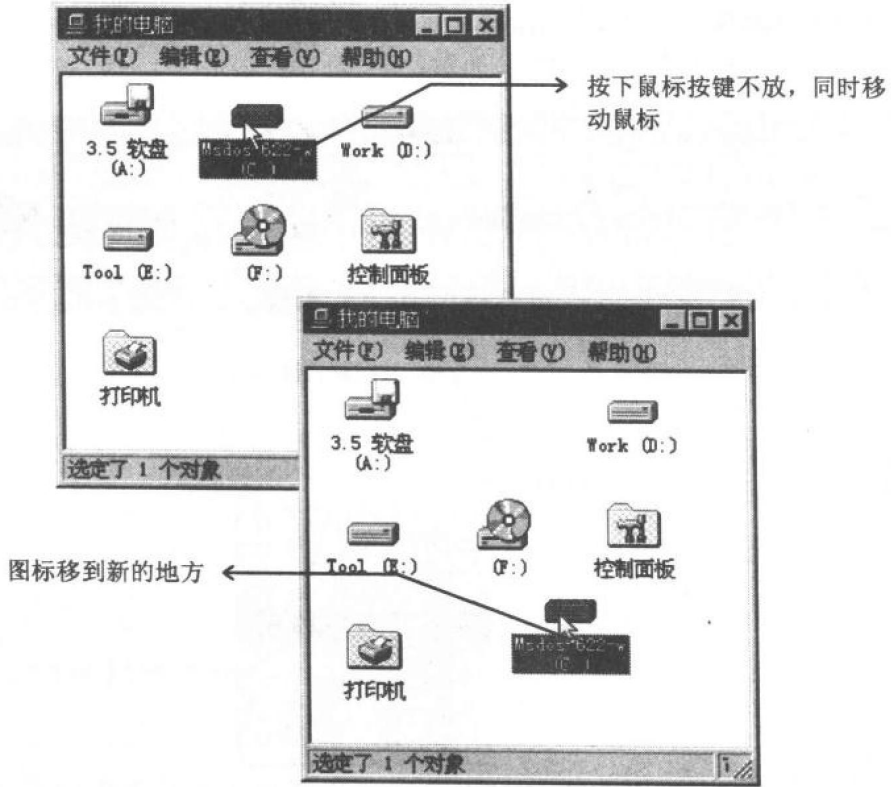 我的电脑
文件(F) 编辑(E) 查看(V) 帮助(H)
按下鼠标按键不放，同时移
动鼠标
3.5 软盘
(A:)
Msdos-622-w
(C:)
Work (D:)
Tool (E:)
(F:)
控制面板
打印机
选定了 1 个对象
我的电脑
文件(F) 编辑(E) 查看(V) 帮助(H)
3.5 软盘
(A:)
Work (D:)
图标移到新的地方
Tool (E:)
(F:)
控制面板
Msdos-622-w
(C:)
打印机
选定了 1 个对象